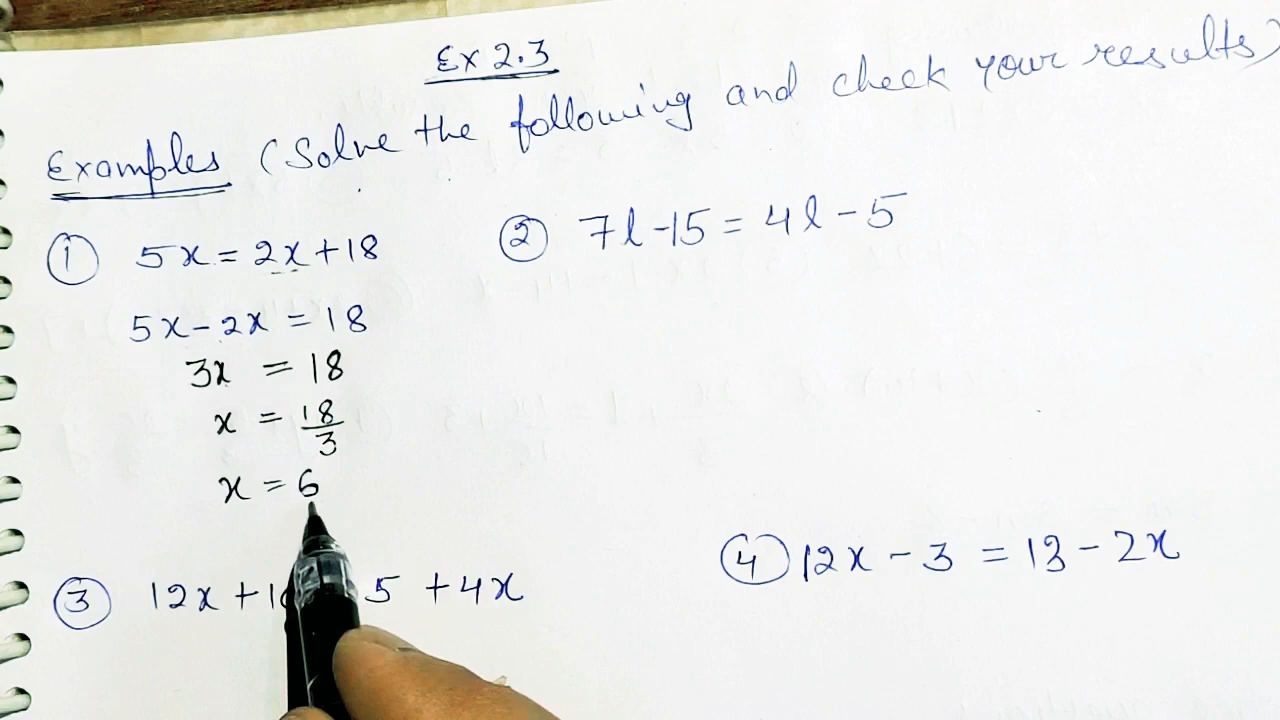 Ex 2.3
Examples (Solve the following and check your results)
① 5x = 2x + 18
5x - 2x = 18
3x = 18
x = 18/3
x = 6
② 7l - 15 = 4l - 5
③ 12x + 5 + 4x
④ 12x - 3 = 13 - 2x